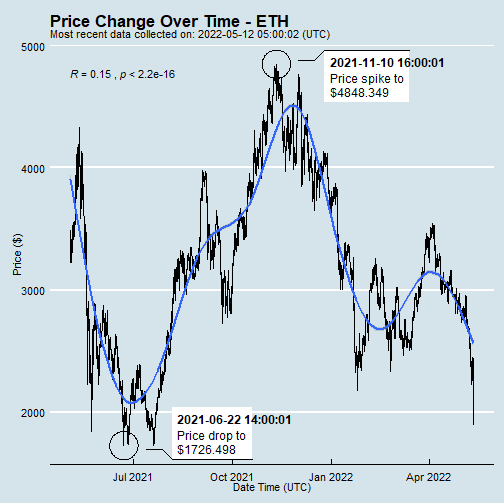 Price Change Over Time - ETH
Most recent data collected on: 2022-05-12 05:00:02 (UTC)
5000
R = 0.15 , p < 2.2e-16
2021-11-10 16:00:01
Price spike to
$4848.349
4000
Price ($)
3000
2000
2021-06-22 14:00:01
Price drop to
$1726.498
Jul 2021
Oct 2021
Jan 2022
Apr 2022
Date Time (UTC)